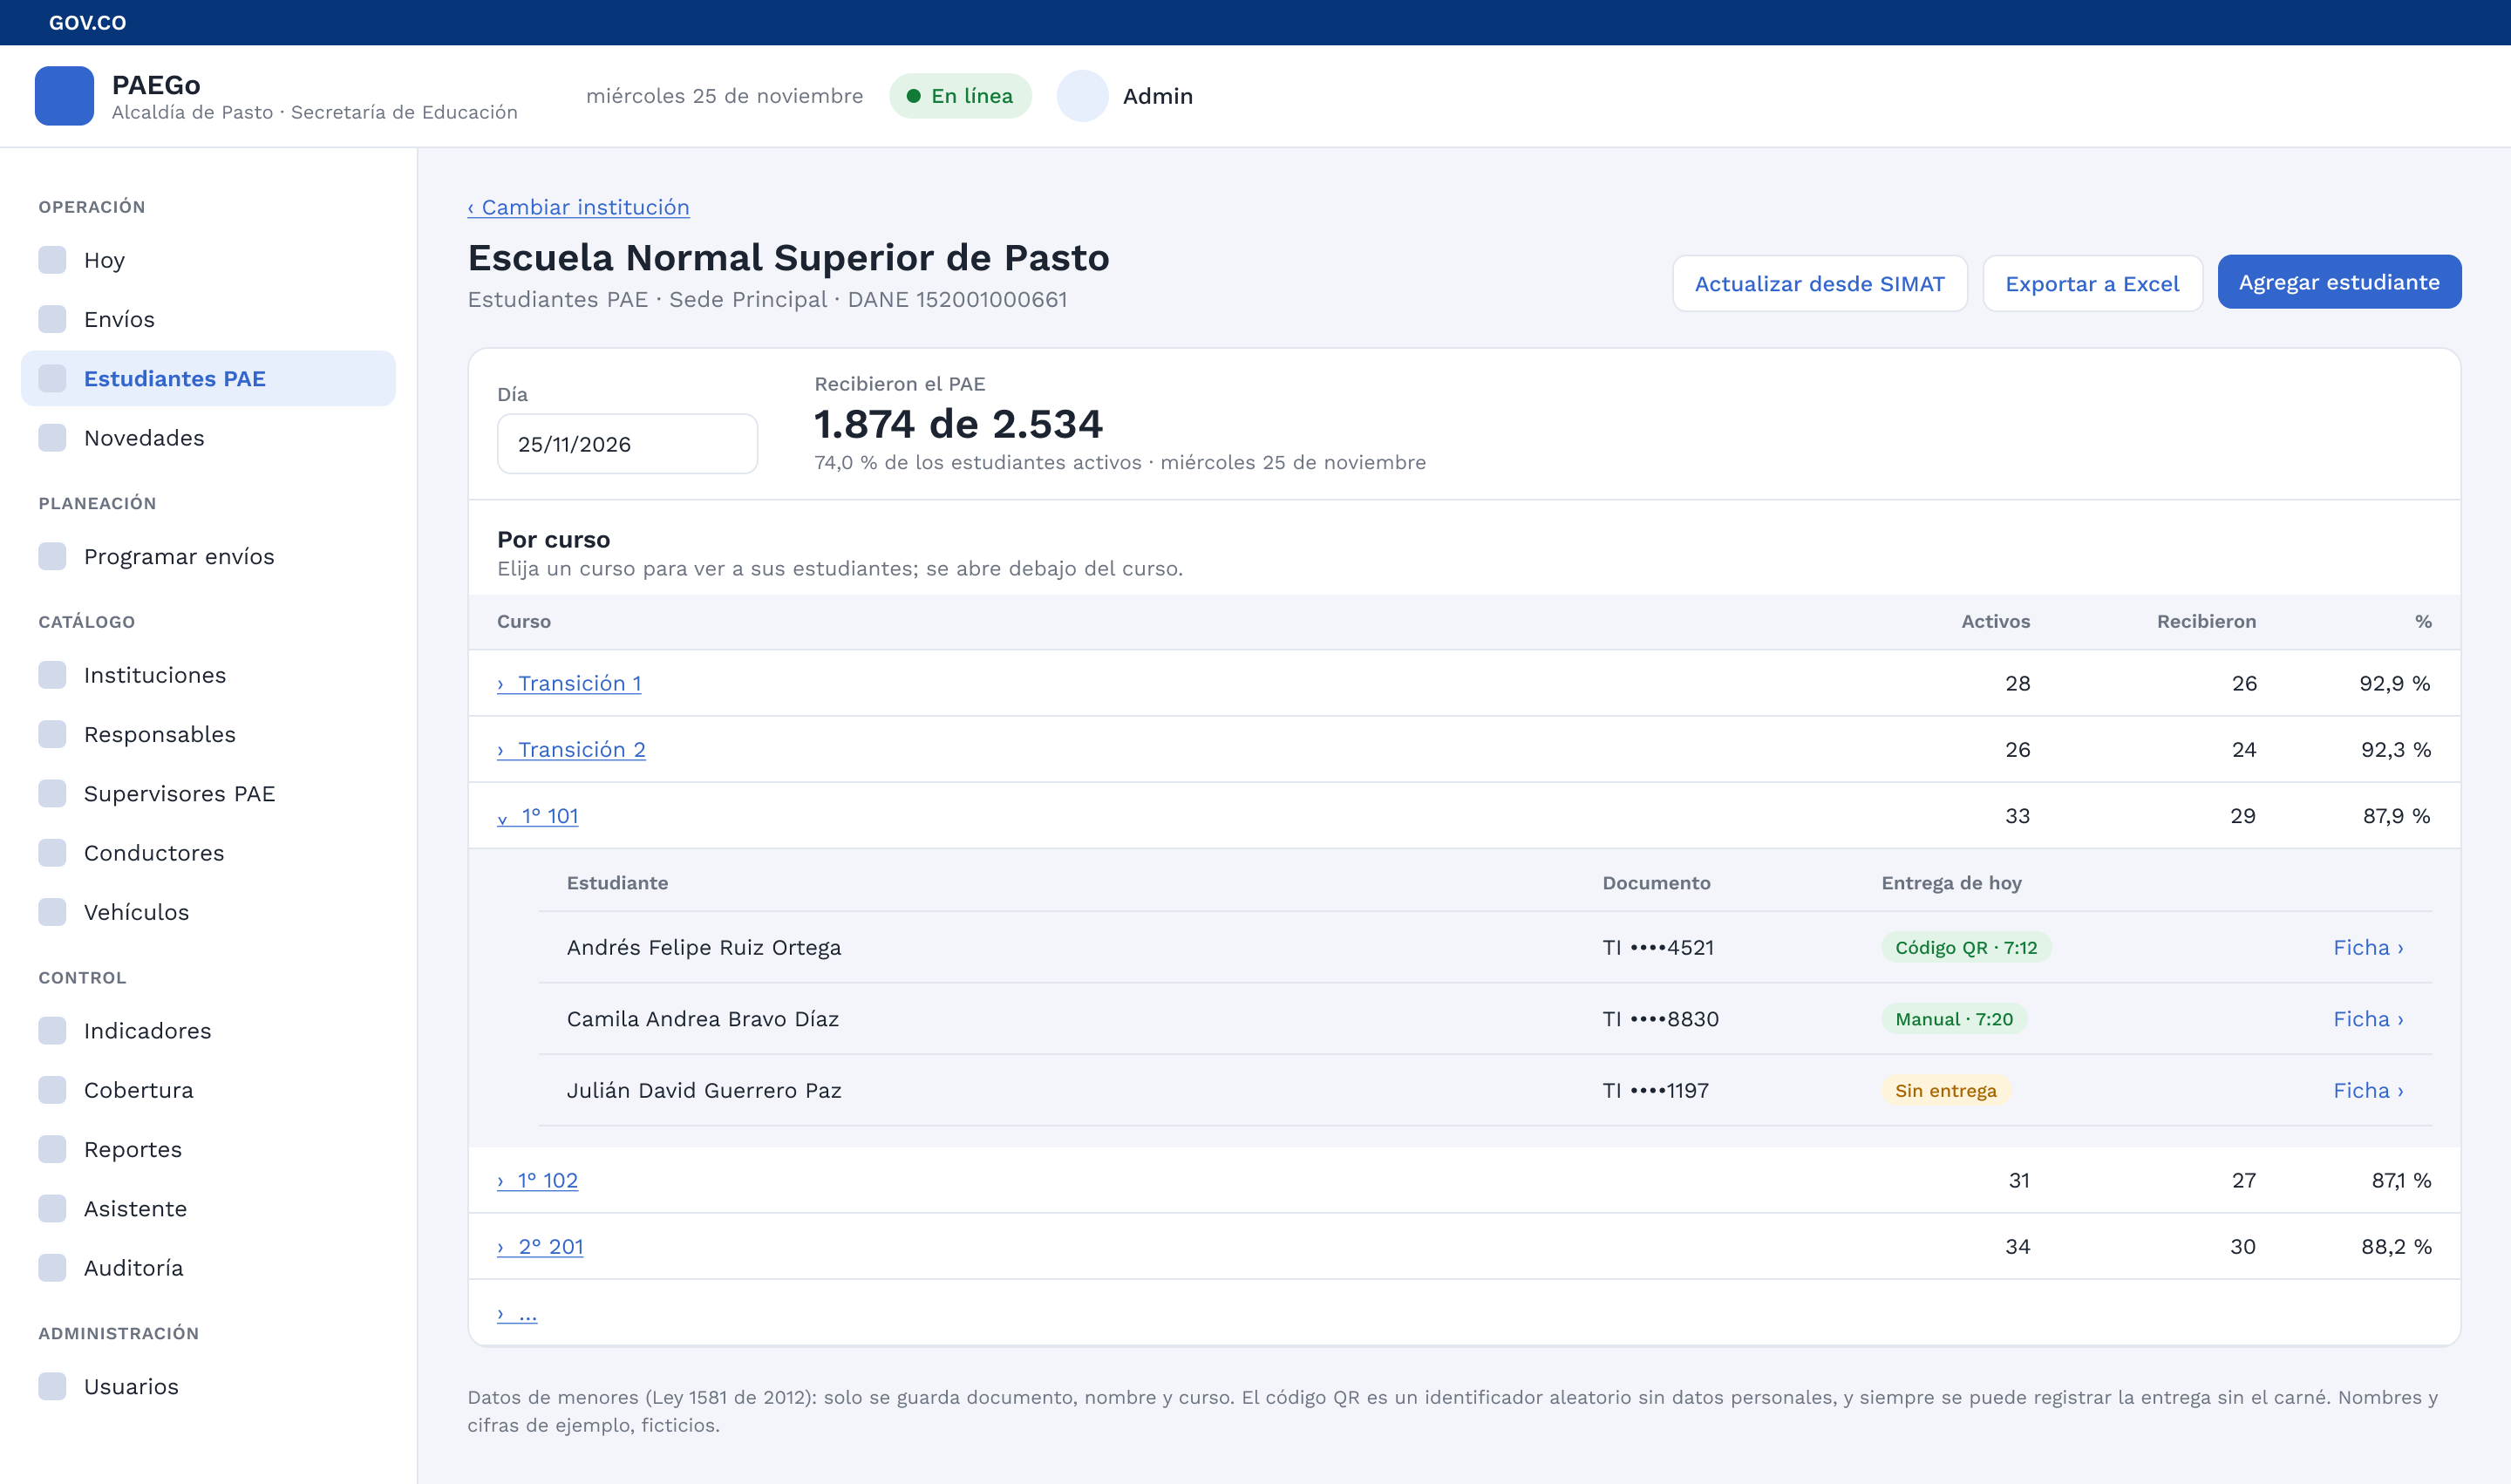 GOV.CO
PAEGo
Alcaldía de Pasto · Secretaría de Educación
miércoles 25 de noviembre
En línea
Admin
OPERACIÓN
Hoy
Envíos
Estudiantes PAE
Novedades
PLANEACIÓN
Programar envíos
CATÁLOGO
Instituciones
Responsables
Supervisores PAE
Conductores
Vehículos
CONTROL
Indicadores
Cobertura
Reportes
Asistente
Auditoría
ADMINISTRACIÓN
Usuarios
‹ Cambiar institución
Escuela Normal Superior de Pasto
Estudiantes PAE · Sede Principal · DANE 152001000661
Actualizar desde SIMAT
Exportar a Excel
Agregar estudiante
Día
25/11/2026
Recibieron el PAE
1.874 de 2.534
74,0 % de los estudiantes activos · miércoles 25 de noviembre
Por curso
Elija un curso para ver a sus estudiantes; se abre debajo del curso.
Curso Activos Recibieron %
› Transición 1 28 26 92,9 %
› Transición 2 26 24 92,3 %
v 1° 101 33 29 87,9 %
Estudiante Documento Entrega de hoy
Andrés Felipe Ruiz Ortega TI ••••4521 Código QR · 7:12 Ficha ›
Camila Andrea Bravo Díaz TI ••••8830 Manual · 7:20 Ficha ›
Julián David Guerrero Paz TI ••••1197 Sin entrega Ficha ›
› 1° 102 31 27 87,1 %
› 2° 201 34 30 88,2 %
› ...
Datos de menores (Ley 1581 de 2012): solo se guarda documento, nombre y curso. El código QR es un identificador aleatorio sin datos personales, y siempre se puede registrar la entrega sin el carné. Nombres y
cifras de ejemplo, ficticios.